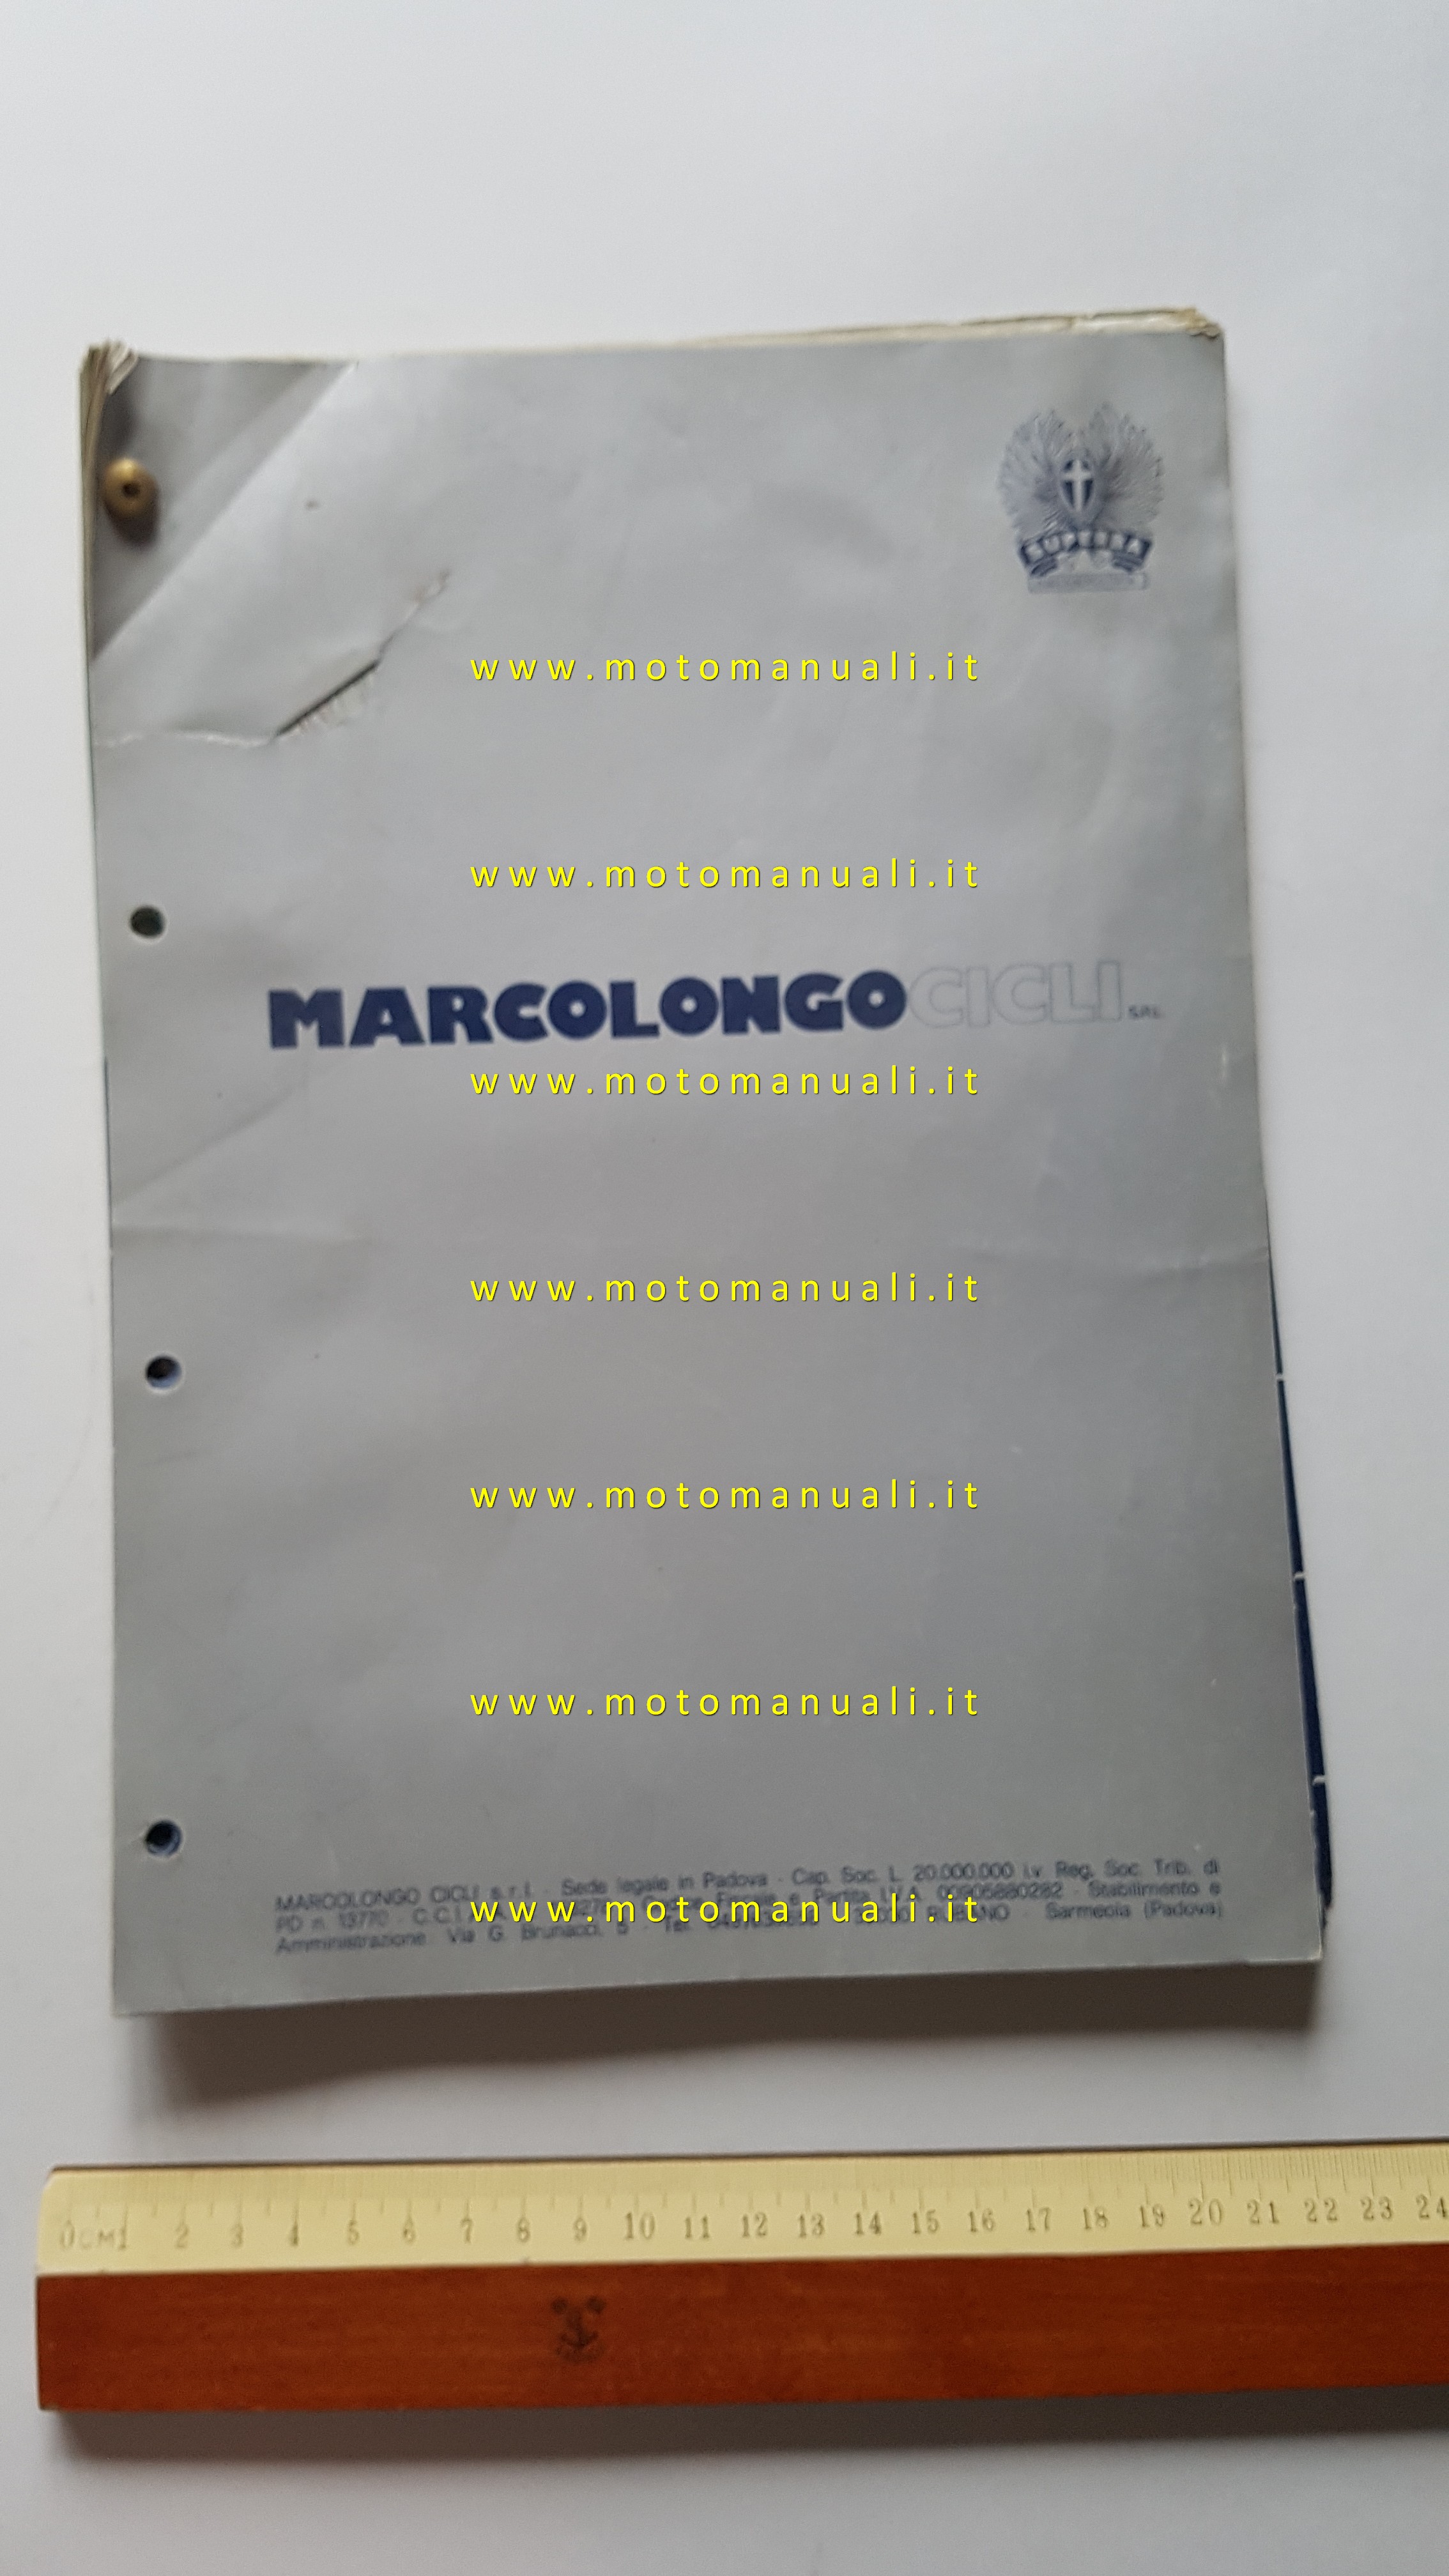 SUPERBA
www.motomanuali.it
www.motomanuali.it
MARCOLONGO CICLI SRL
www.motomanuali.it
www.motomanuali.it
www.motomanuali.it
www.motomanuali.it
MARCOLONGO CICLI s.r.l. - Sede legale in Padova - Cap. Soc. L. 20.000.000 i.v. Reg. Soc. Trib. di
PD n. 13770 - C.C.I.A. Partita I.V.A. Stabilimento e
www.motomanuali.it
Amministrazione Via G. Brunacci, Tel. Sarmeola (Padova)
0 CM 1 2 3 4 5 6 7 8 9 10 11 12 13 14 15 16 17 18 19 20 21 22 23 24